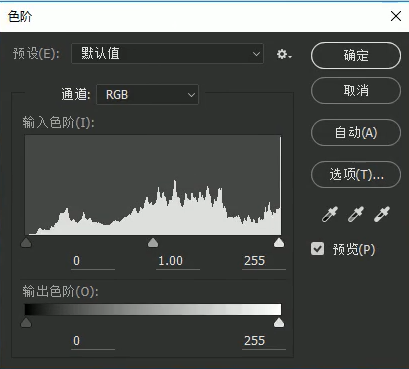 色阶
预设(E): 默认值
确定
取消
通道: RGB
自动(A)
输入色阶(I):
选项(T)...
预览(P)
0 1.00 255
输出色阶(O):
0 255